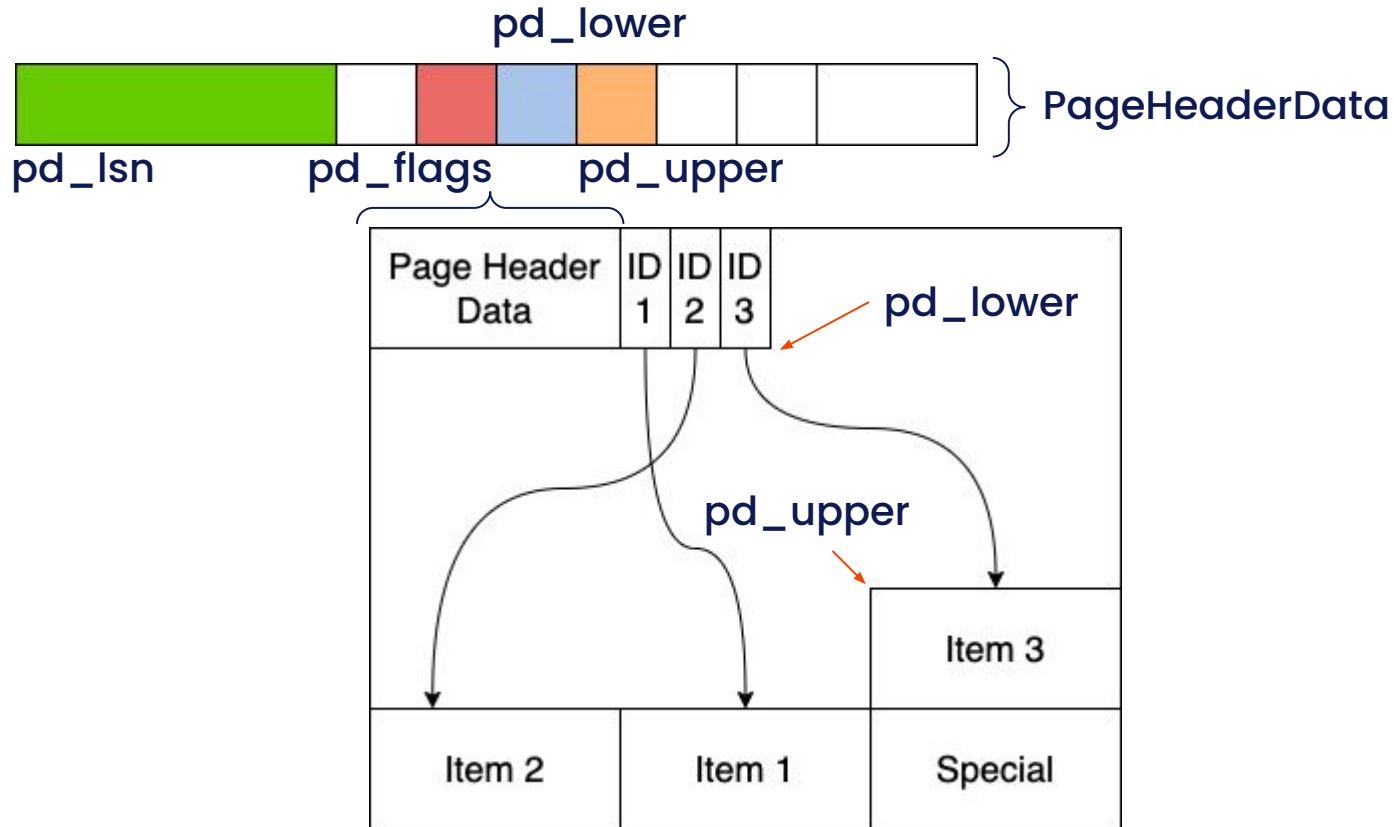 pd_lower
PageHeaderData
pd_lsn
pd_flags
pd_upper
Page Header
Data
ID
1
ID
2
ID
3
pd_lower
pd_upper
Item 3
Item 2
Item 1
Special